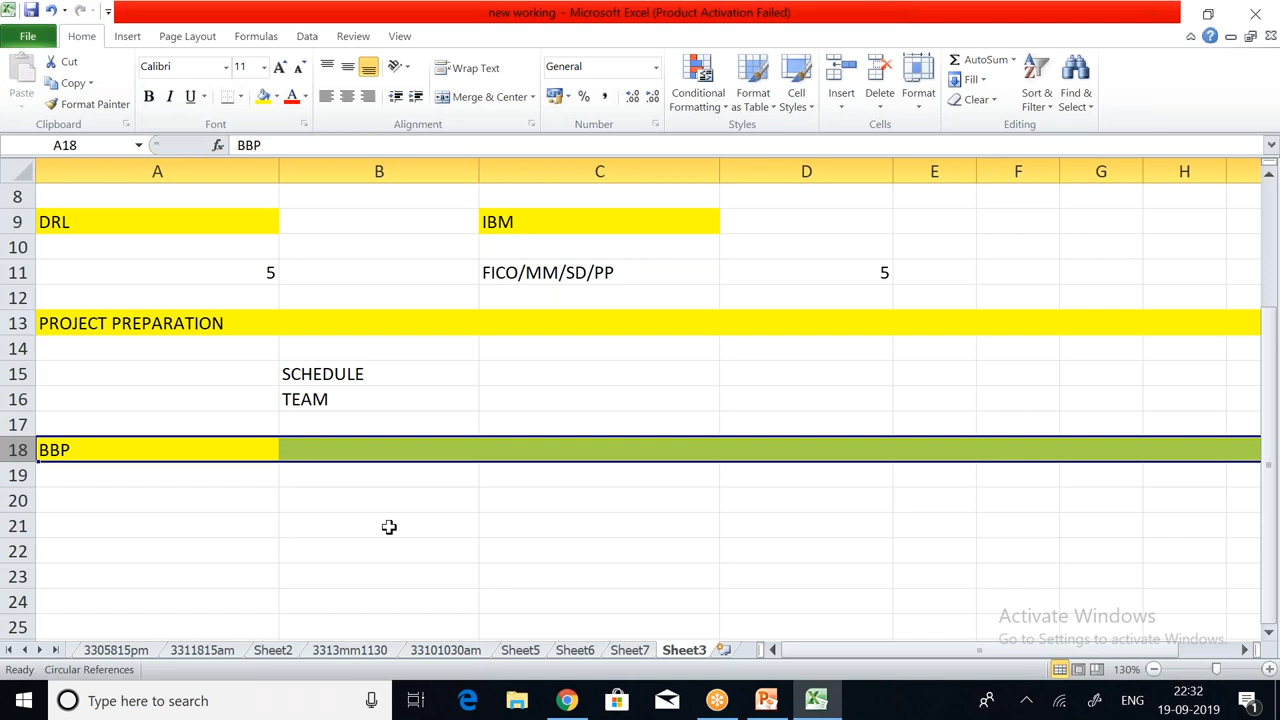 new working - Microsoft Excel (Product Activation Failed)
File Home Insert Page Layout Formulas Data Review View
Paste Cut Copy Format Painter
Calibri 11
B I U
Wrap Text
Merge & Center
General
% ,
Conditional Formatting Format as Table Cell Styles
Insert Delete Format
AutoSum Fill Clear
Sort & Filter Find & Select
Clipboard Font Alignment Number Styles Cells Editing
A18 fx BBP
A B C D E F G H
8
9 DRL IBM
10
11 5 FICO/MM/SD/PP 5
12
13 PROJECT PREPARATION
14
15 SCHEDULE
16 TEAM
17
18 BBP
19
20
21
22
23
24
25
Activate Windows
Go to Settings to activate Windows.
3305815pm 3311815am Sheet2 3313mm1130 33101030am Sheet5 Sheet6 Sheet7 Sheet3
Ready Circular References 130%
Type here to search
ENG
22:32
19-09-2019
1